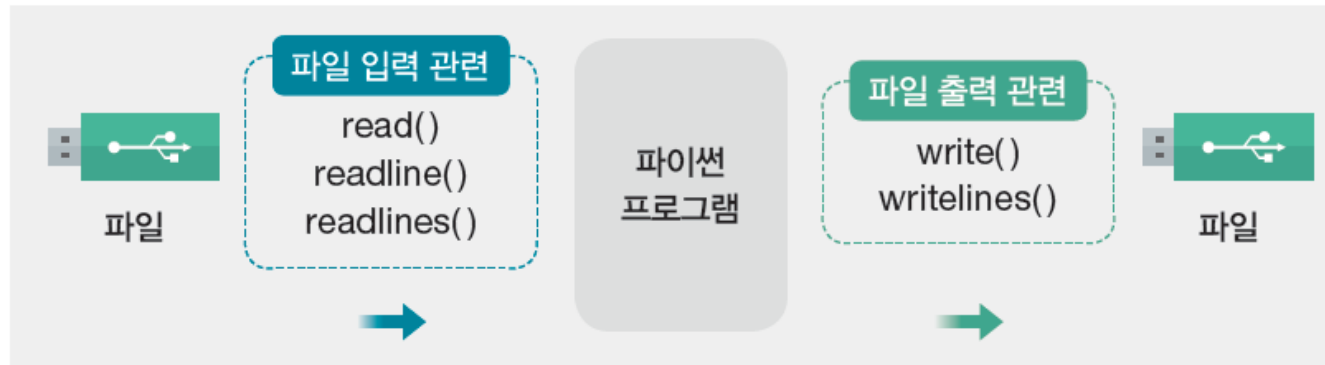 파일 입력 관련
read()
readline()
readlines()
파일
파이썬
프로그램
파일 출력 관련
write()
writelines()
파일